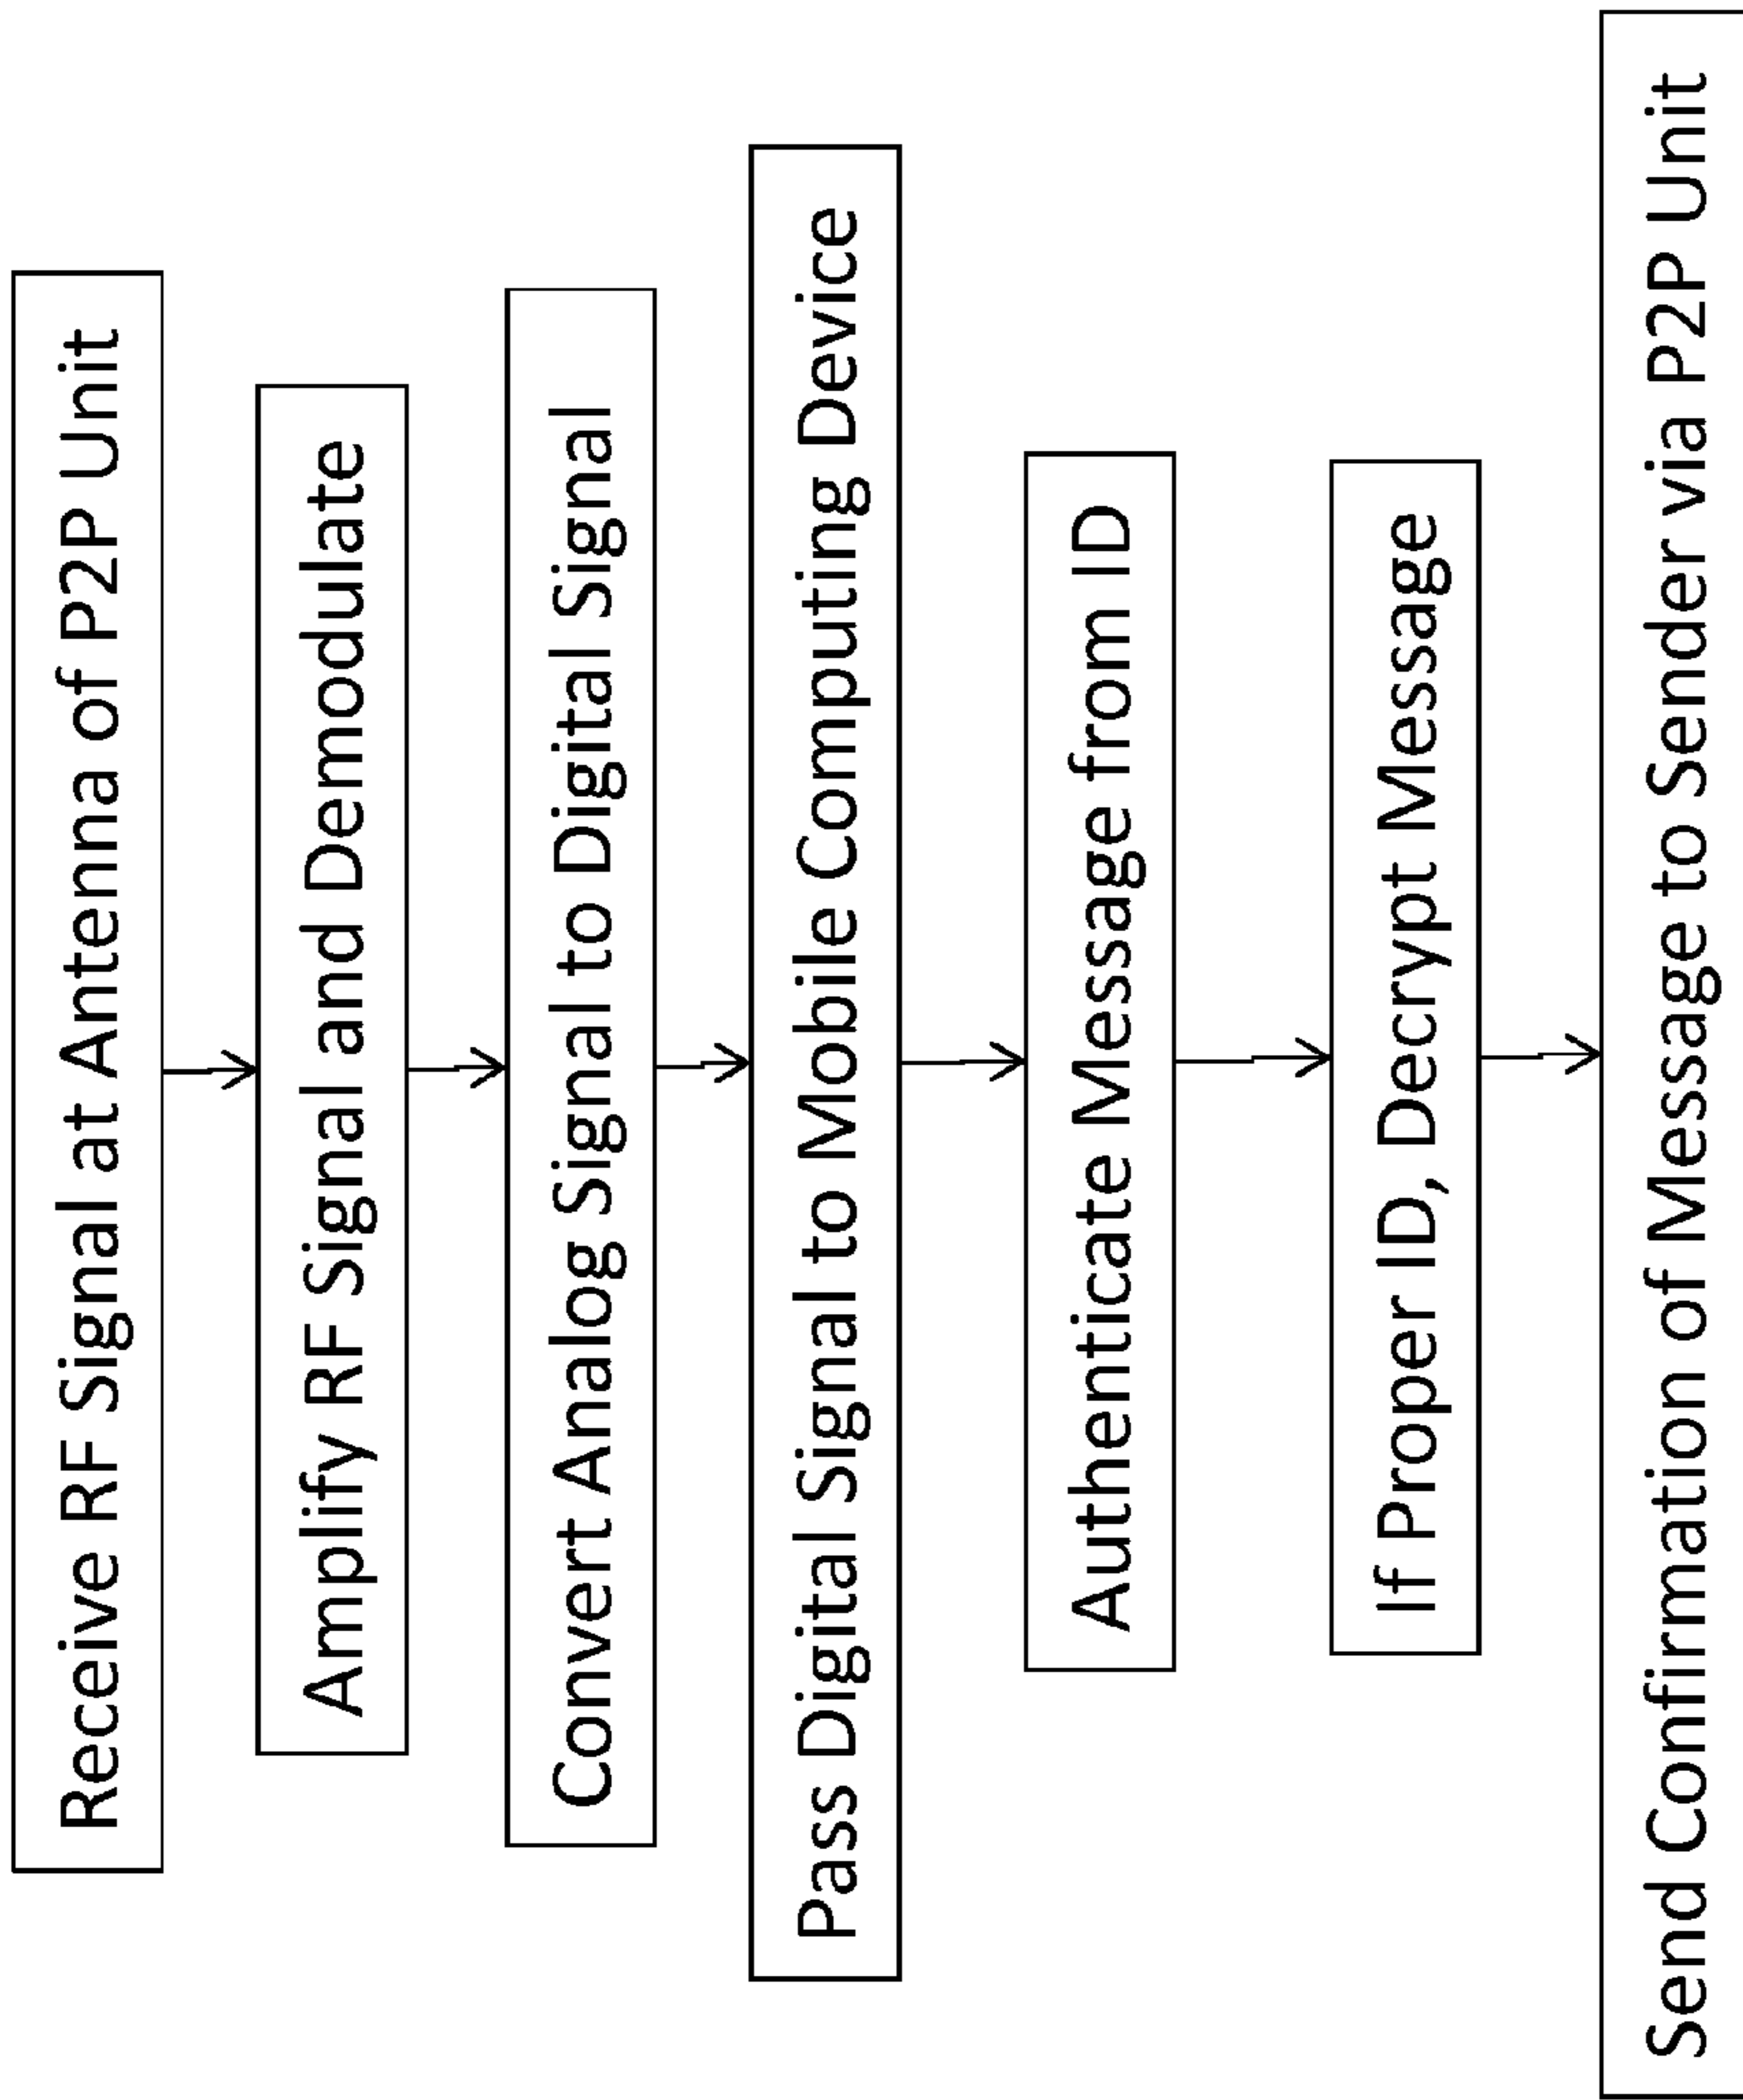 Receive RF Signal at Antenna of P2P Unit
Amplify RF Signal and Demodulate
Convert Analog Signal to Digital Signal
Pass Digital Signal to Mobile Computing Device
Authenticate Message from ID
If Proper ID, Decrypt Message
Send Confirmation of Message to Sender via P2P Unit